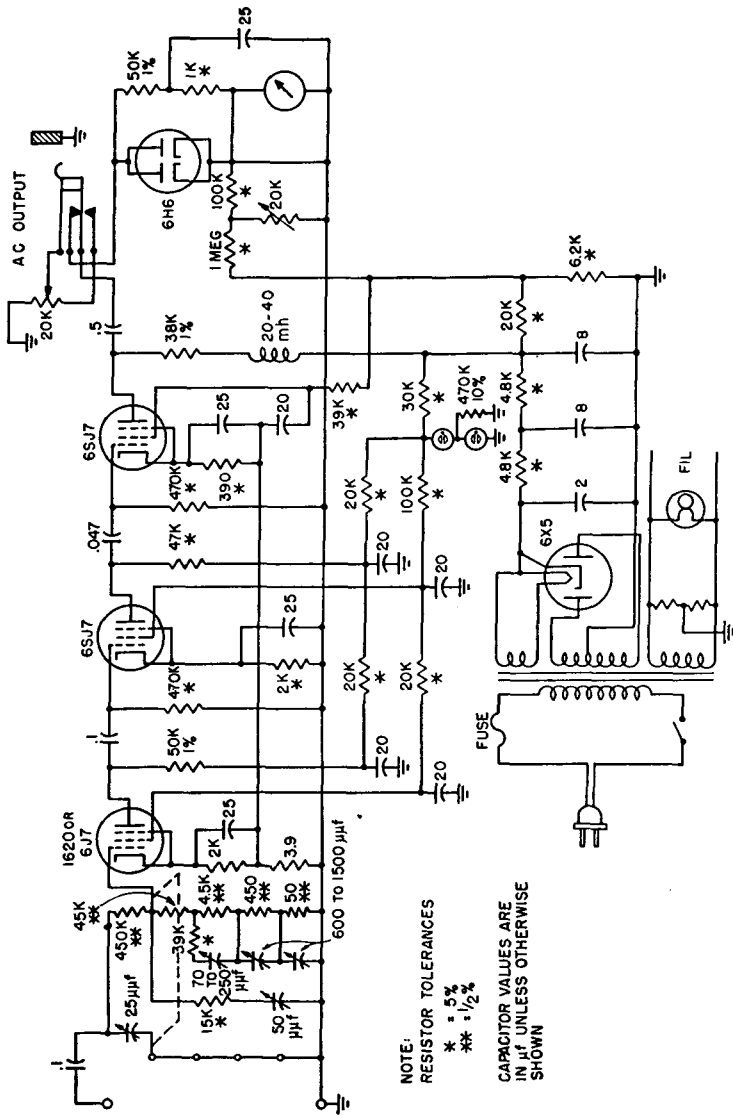 AC OUTPUT
20K
.5
50K
1%
1K
*
25
6H6
100K
*
20K
1 MEG
*
38K
1%
20-40
mh
6SJ7
.047
470K
*
47K
*
390*
25
20
39K
*
6SJ7
.1
470K
*
50K
1%
2K
*
25
1620 OR
6J7
2K
25
3.9
45K
**
450K
**
39K
*
4.5K
**
450
**
50
**
600 TO 1500 µµf
70
TO
250
µµf
15K
*
50
µµf
25µµf
.1
20K
*
20K
*
20
20
20
20
100K
*
20K
*
30K
*
470K
10%
20K
*
6.2K
*
4.8K
*
4.8K
*
8
8
2
6X5
FIL
FUSE
NOTE:
RESISTOR TOLERANCES
* = 5%
** = 1/2%
CAPACITOR VALUES ARE
IN µf UNLESS OTHERWISE
SHOWN